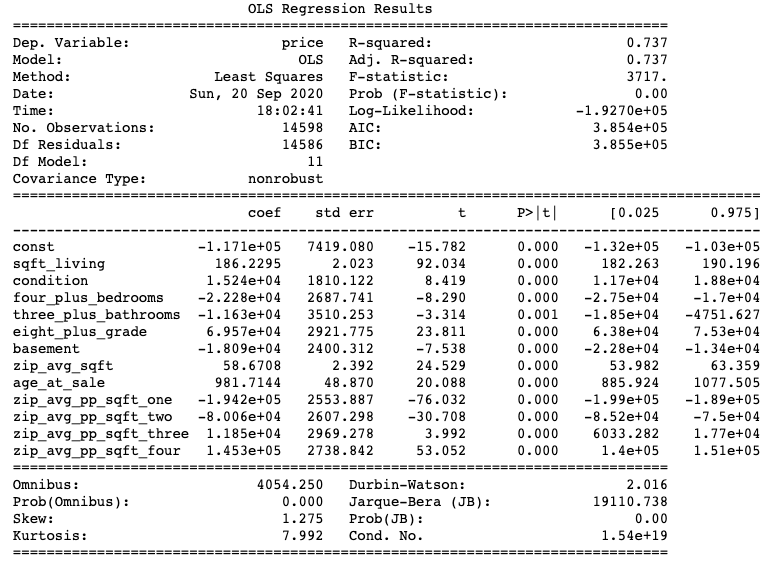 OLS Regression Results
==============================================================================
Dep. Variable:                  price   R-squared:                       0.737
Model:                            OLS   Adj. R-squared:                  0.737
Method:                 Least Squares   F-statistic:                     3717.
Date:                Sun, 20 Sep 2020   Prob (F-statistic):               0.00
Time:                        18:02:41   Log-Likelihood:            -1.9270e+05
No. Observations:               14598   AIC:                         3.854e+05
Df Residuals:                   14586   BIC:                         3.855e+05
Df Model:                          11
Covariance Type:            nonrobust
=========================================================================================
                            coef    std err          t      P>|t|      [0.025      0.975]
-----------------------------------------------------------------------------------------
const                 -1.171e+05   7419.080    -15.782      0.000   -1.32e+05   -1.03e+05
sqft_living             186.2295      2.023     92.034      0.000     182.263     190.196
condition              1.524e+04   1810.122      8.419      0.000    1.17e+04    1.88e+04
four_plus_bedrooms    -2.228e+04   2687.741     -8.290      0.000   -2.75e+04    -1.7e+04
three_plus_bathrooms  -1.163e+04   3510.253     -3.314      0.001   -1.85e+04   -4751.627
eight_plus_grade       6.957e+04   2921.775     23.811      0.000    6.38e+04    7.53e+04
basement              -1.809e+04   2400.312     -7.538      0.000   -2.28e+04   -1.34e+04
zip_avg_sqft             58.6708      2.392     24.529      0.000      53.982      63.359
age_at_sale             981.7144     48.870     20.088      0.000     885.924    1077.505
zip_avg_pp_sqft_one   -1.942e+05   2553.887    -76.032      0.000   -1.99e+05   -1.89e+05
zip_avg_pp_sqft_two   -8.006e+04   2607.298    -30.708      0.000   -8.52e+04    -7.5e+04
zip_avg_pp_sqft_three  1.185e+04   2969.278      3.992      0.000    6033.282    1.77e+04
zip_avg_pp_sqft_four   1.453e+05   2738.842     53.052      0.000     1.4e+05    1.51e+05
==============================================================================
Omnibus:                     4054.250   Durbin-Watson:                   2.016
Prob(Omnibus):                  0.000   Jarque-Bera (JB):            19110.738
Skew:                           1.275   Prob(JB):                         0.00
Kurtosis:                       7.992   Cond. No.                     1.54e+19
==============================================================================